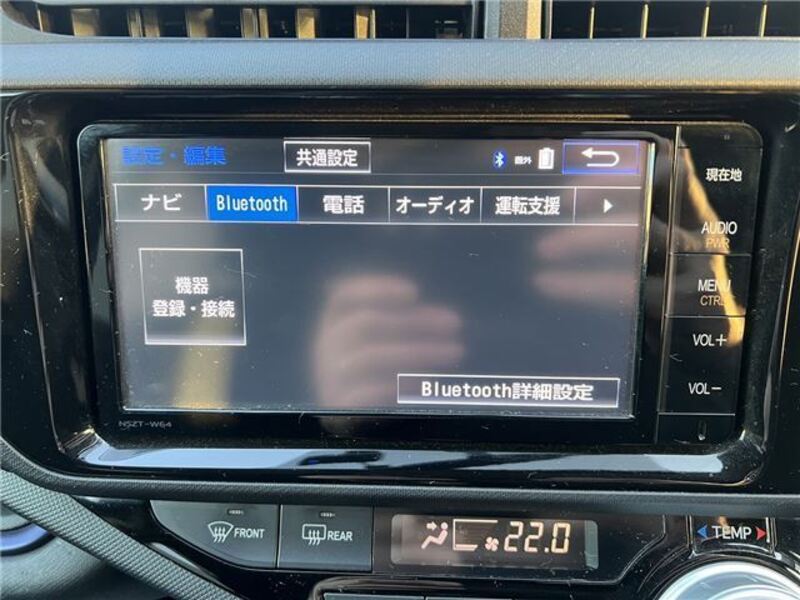 設定・編集
共通設定
圏外
ナビ
Bluetooth
電話
オーディオ
運転支援
機器
登録・接続
Bluetooth詳細設定
現在地
AUDIO
PWR
MENU
CTRL
VOL+
VOL-
NSZT-W64
FRONT
REAR
22.0
TEMP